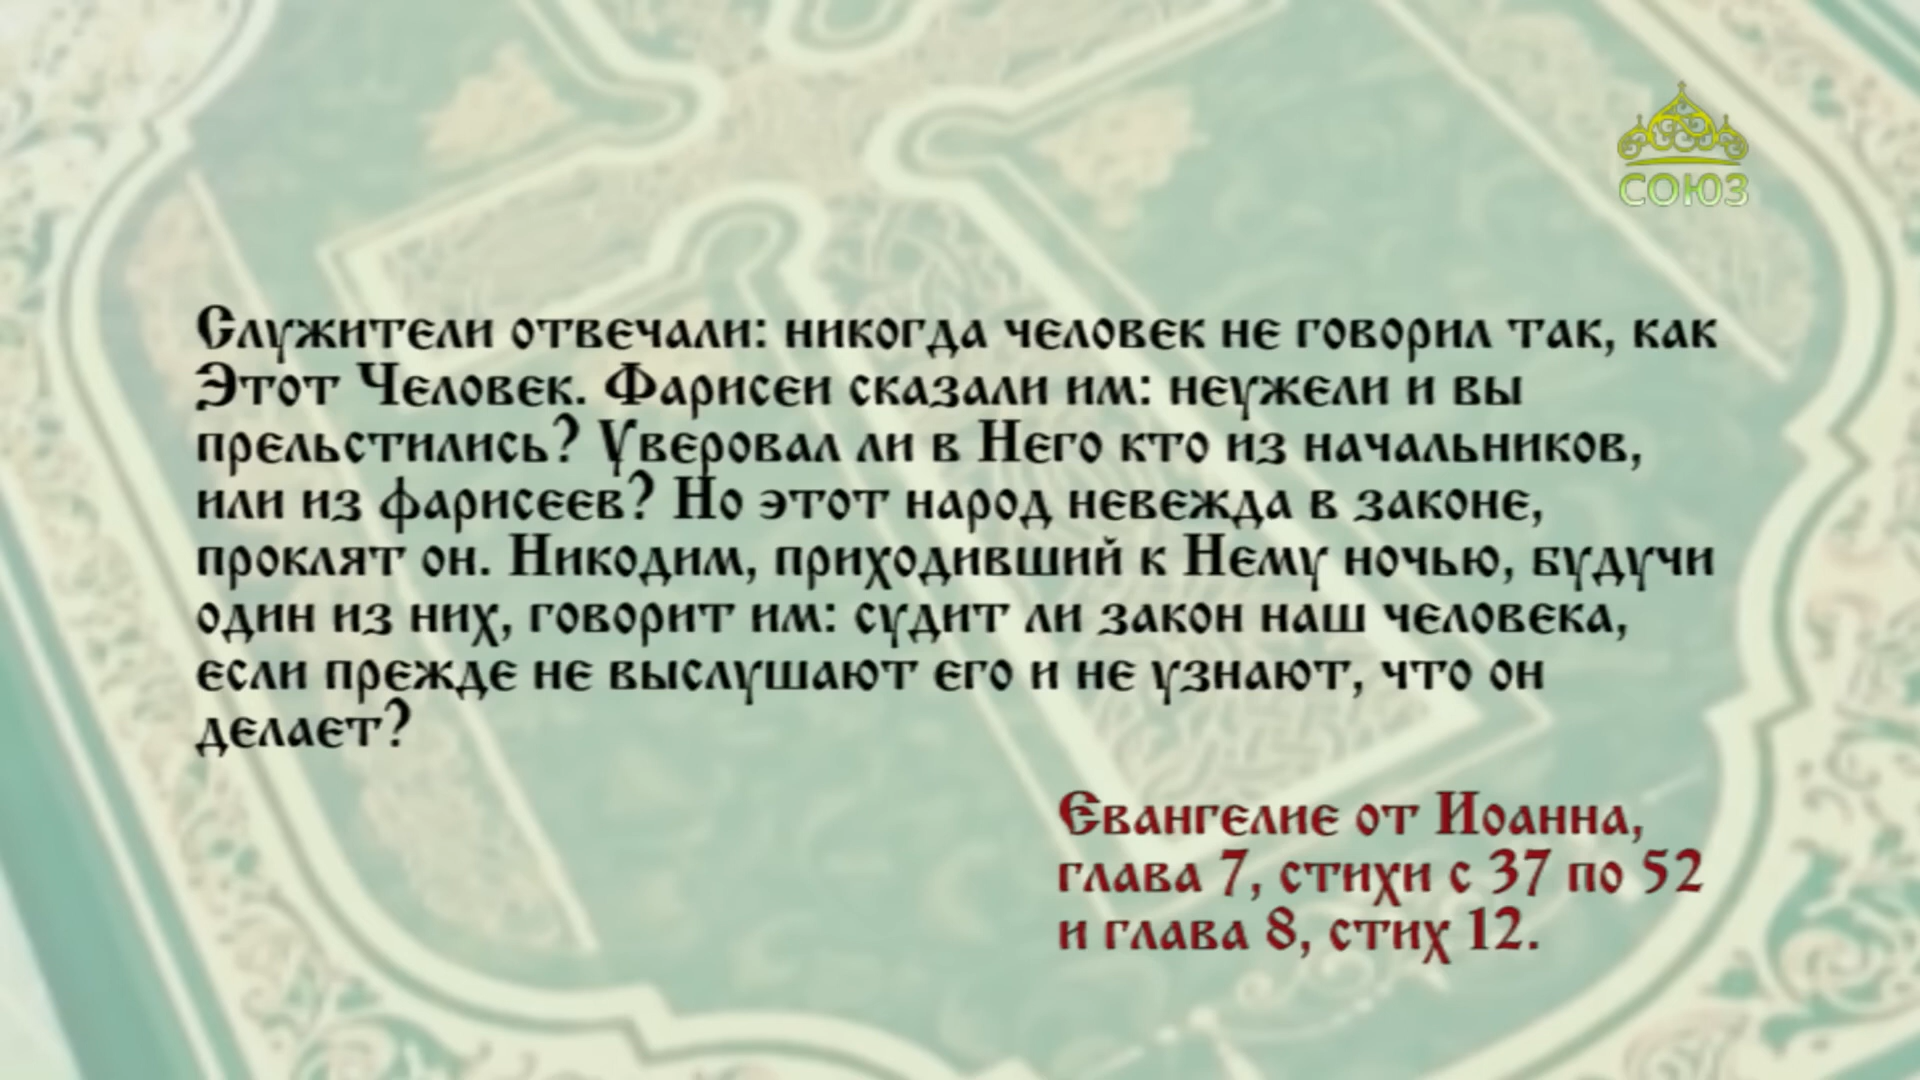 СОЮЗ
Служители отвечали: никогда человек не говорил так, как
Этот Человек. Фарисеи сказали им: неужели и вы
прельстились? Уверовал ли в Него кто из начальников,
или из фарисеев? Но этот народ невежда в законе,
проклят он. Никодим, приходивший к Нему ночью, будучи
один из них, говорит им: судит ли закон наш человека,
если прежде не выслушают его и не узнают, что он
делает?
Евангелие от Иоанна,
глава 7, стихи с 37 по 52
и глава 8, стих 12.